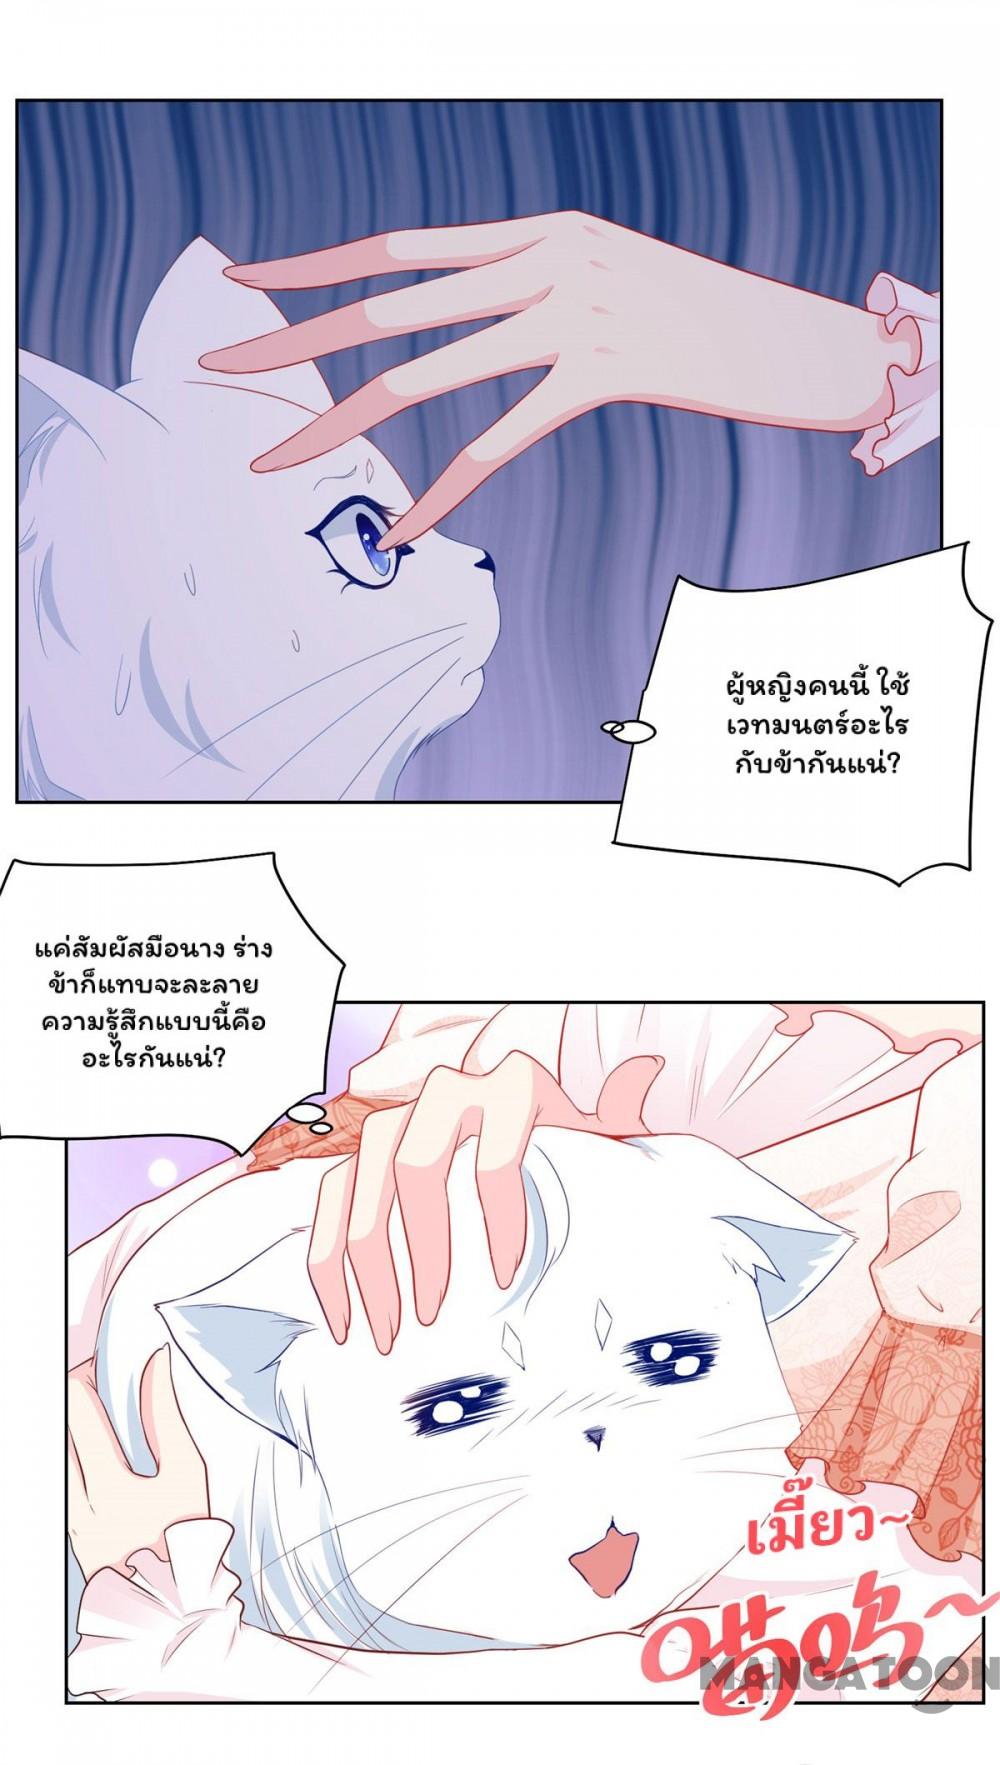 ผู้หญิงคนนี้ ใช้
เวทมนตร์อะไร
กับข้ากันแน่?
แค่สัมผัสมือนาง ร่าง
ข้าก็แทบจะละลาย
ความรู้สึกแบบนี้คือ
อะไรกันแน่?
เมี๊ยว~
喵呜~
MANGATOON